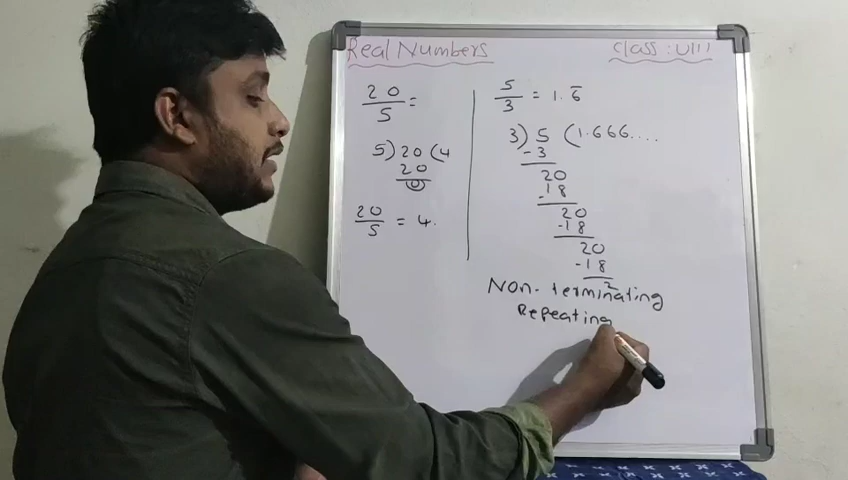 Real Numbers
Class : VIII
20
5 =
5) 20 (4
20
0
20
5 = 4.
5
3 = 1.6̅
3) 5 (1.666....
-3
20
-18
20
-18
20
-18
2
Non-terminating
Repeating